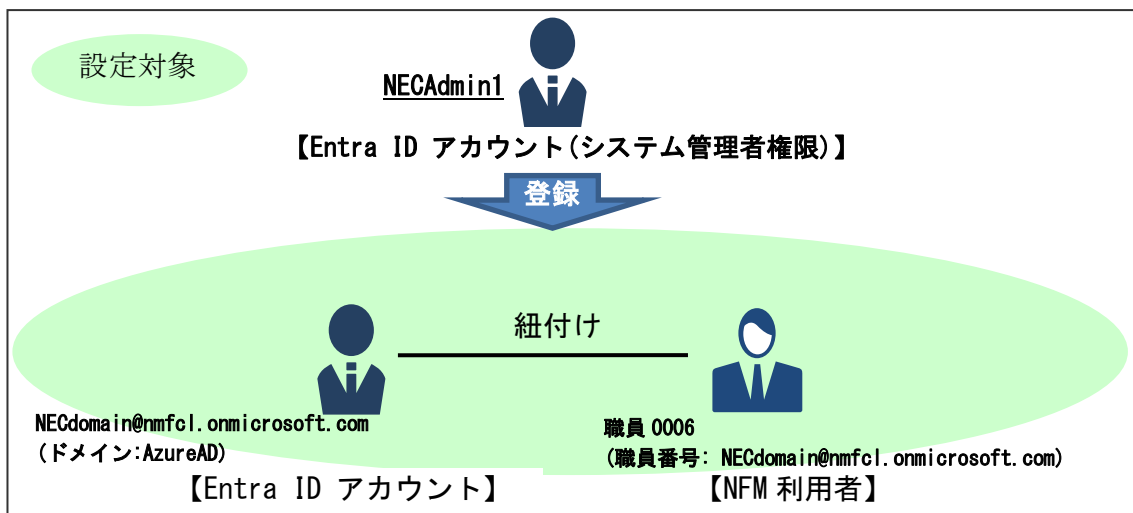 設定対象
NECAdmin1
【Entra ID アカウント(システム管理者権限)】
登録
紐付け
NECdomain@nmfcl.onmicrosoft.com
(ドメイン:AzureAD)
【Entra ID アカウント】
職員 0006
(職員番号: NECdomain@nmfcl.onmicrosoft.com)
【NFM 利用者】